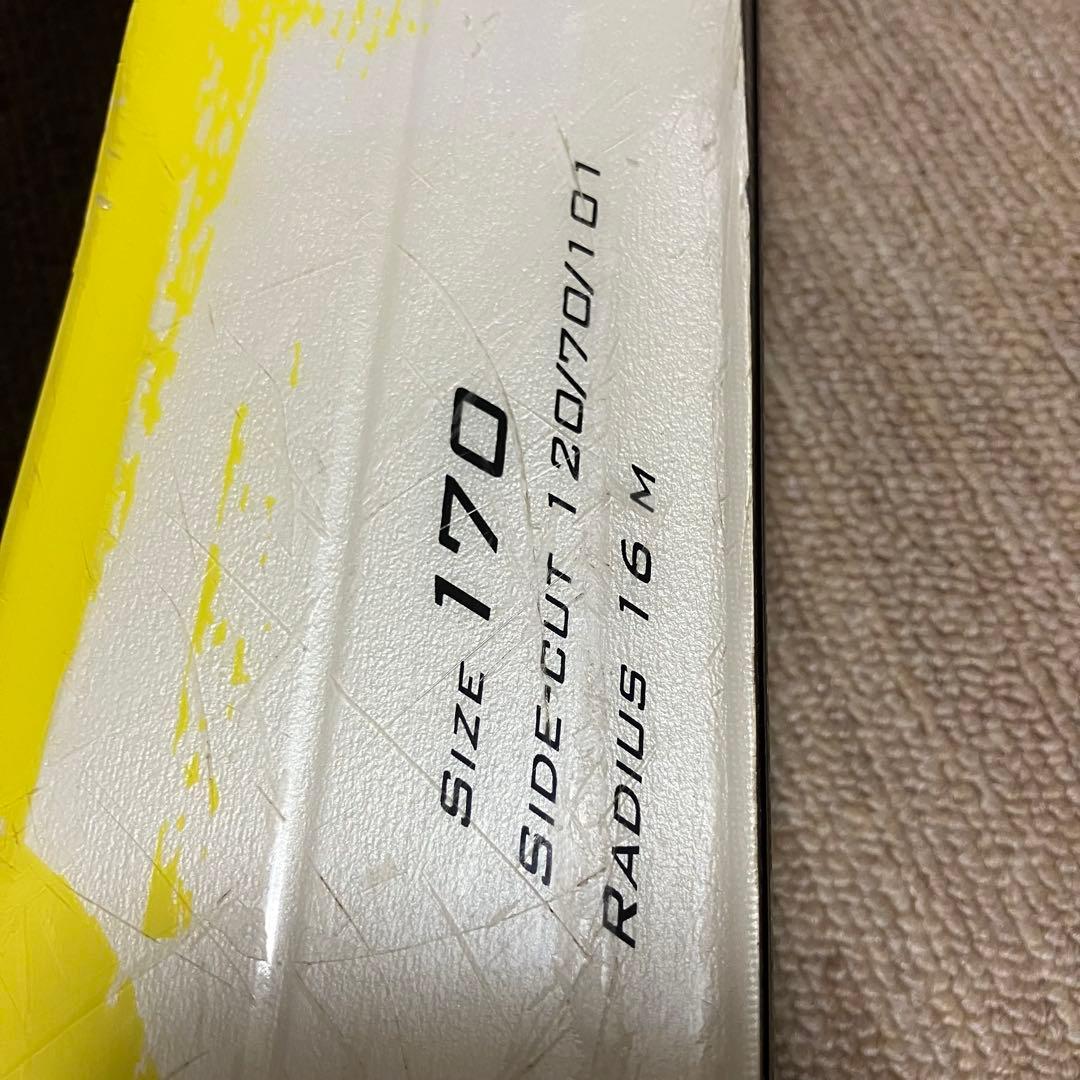 SIZE 170
SIDE-CUT 120/70/101
RADIUS 16 M